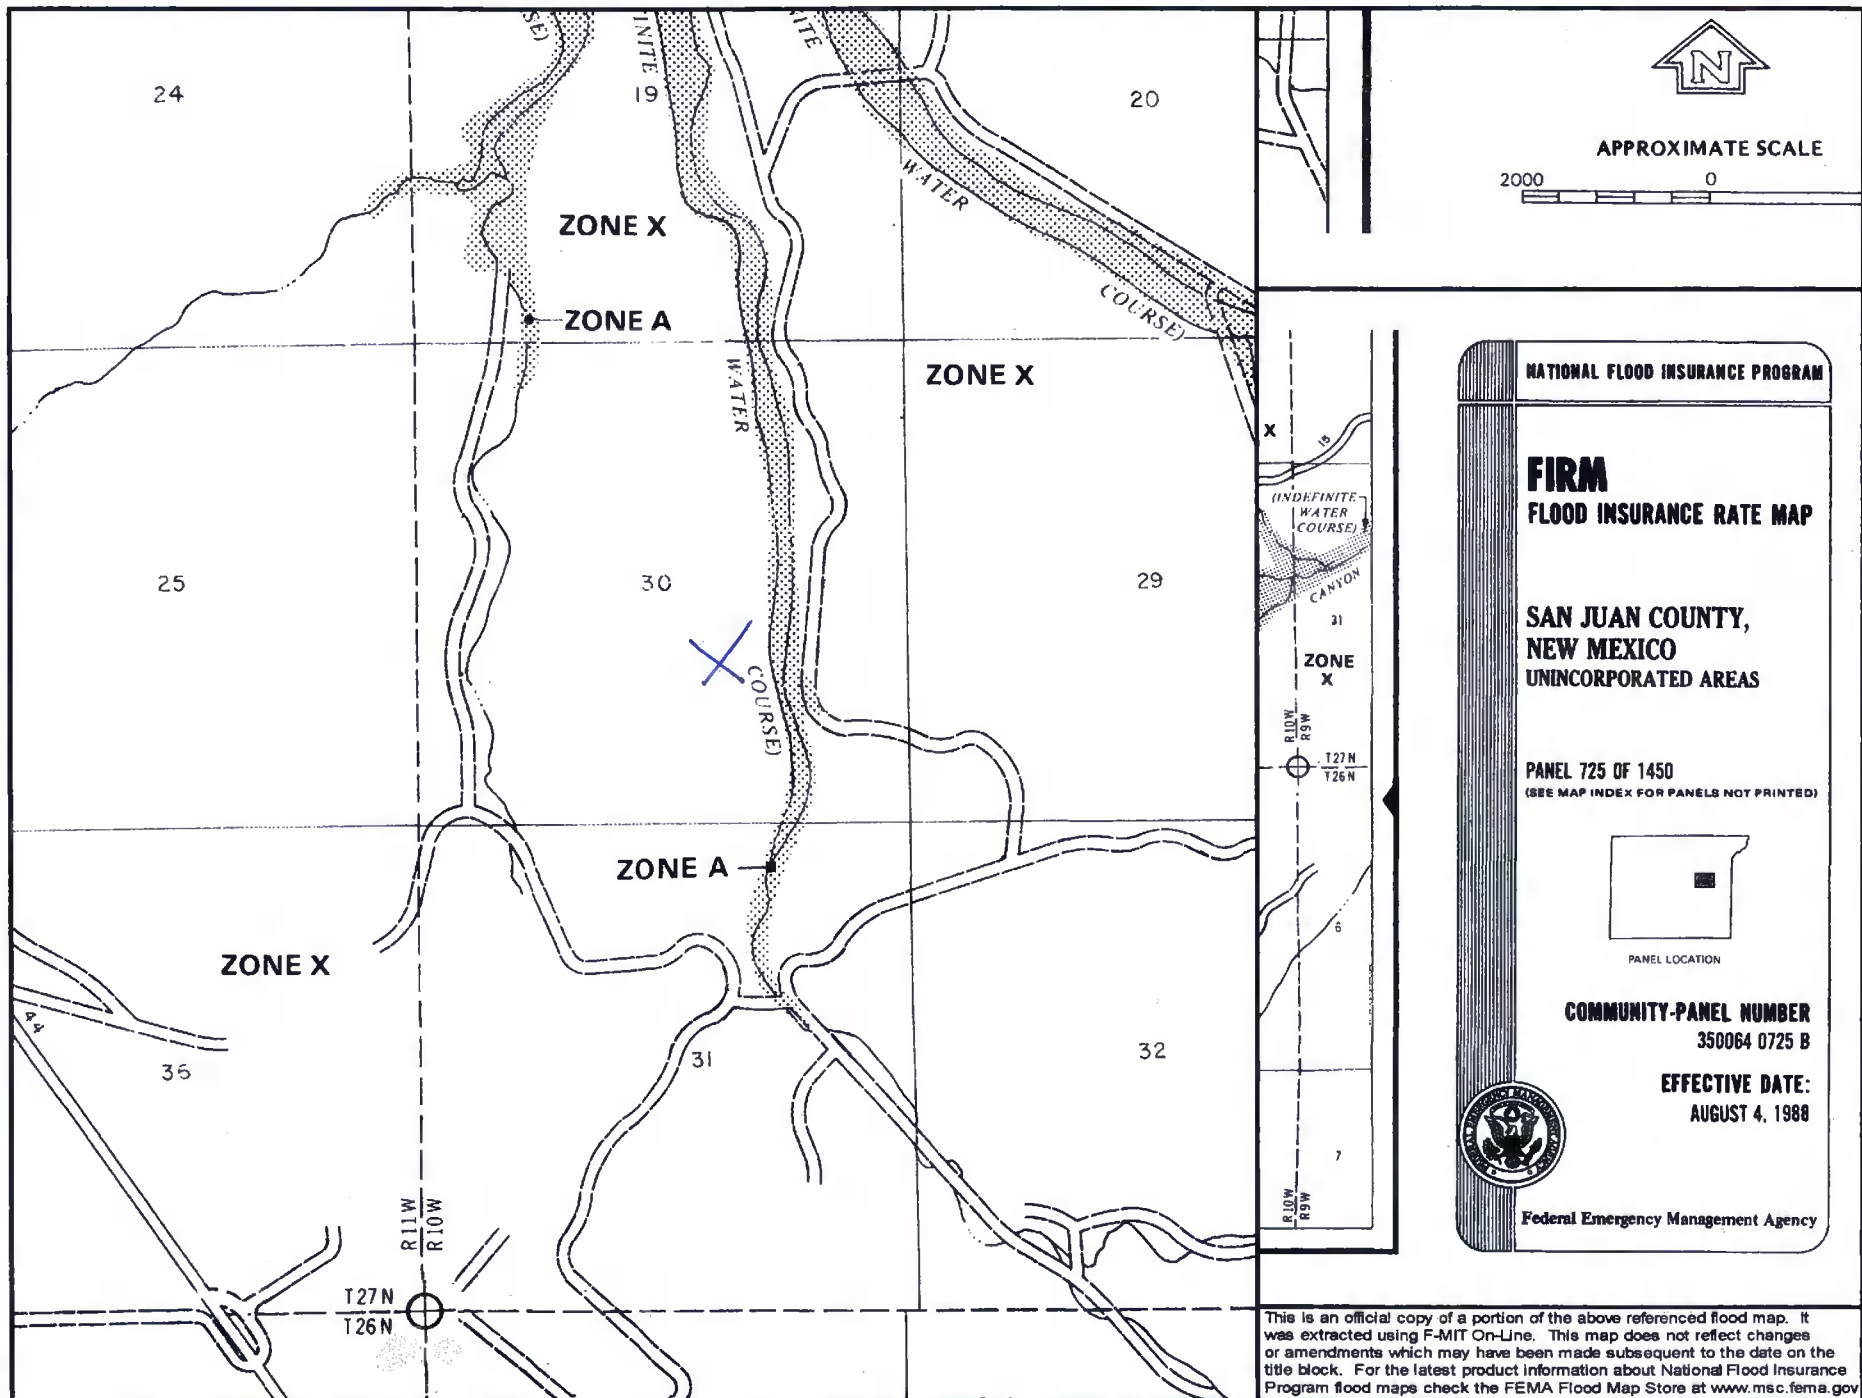 SE)
INITE
ITE
24
19
20
WATER
ZONE X
COURSE)
ZONE A
WATER
ZONE X
25
30
29
COURSE)
ZONE A
ZONE X
44
36
31
32
R11W
R10W
T27N
T26N
N
APPROXIMATE SCALE
2000 0
X
15
(INDEFINITE
WATER
COURSE)
CANYON
31
ZONE
X
R10W
R9W
T27N
T26N
6
7
R10W
R9W
NATIONAL FLOOD INSURANCE PROGRAM
FIRM
FLOOD INSURANCE RATE MAP
SAN JUAN COUNTY,
NEW MEXICO
UNINCORPORATED AREAS
PANEL 725 OF 1450
(SEE MAP INDEX FOR PANELS NOT PRINTED)
PANEL LOCATION
COMMUNITY-PANEL NUMBER
350064 0725 B
EFFECTIVE DATE:
AUGUST 4, 1988
Federal Emergency Management Agency
This is an official copy of a portion of the above referenced flood map. It
was extracted using F-MIT On-Line. This map does not reflect changes
or amendments which may have been made subsequent to the date on the
title block. For the latest product information about National Flood Insurance
Program flood maps check the FEMA Flood Map Store at www.msc.fema.gov